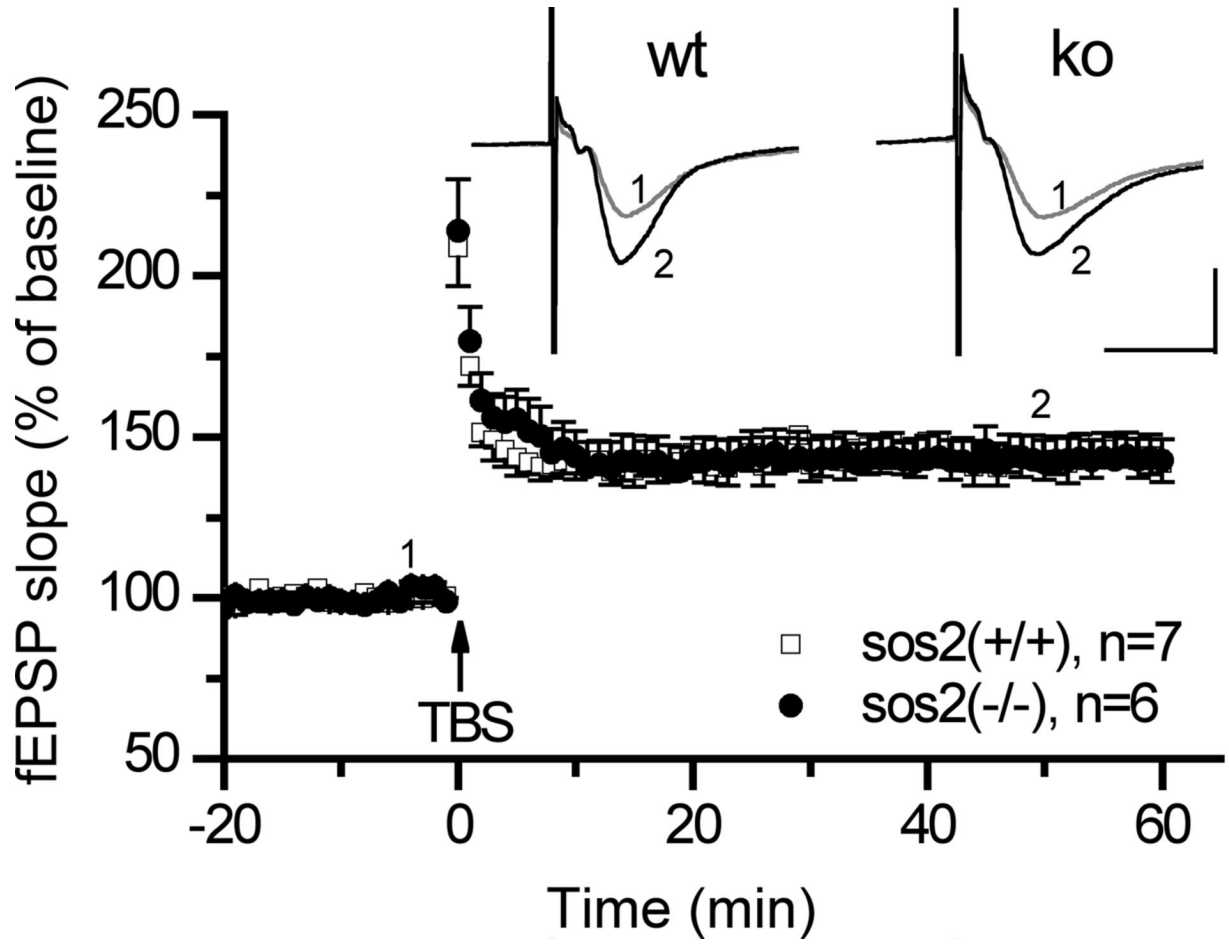 wt
ko
fEPSP slope (% of baseline)
250
200
150
100
50
1
2
1
2
2
1
TBS
sos2(+/+), n=7
sos2(-/-), n=6
-20
0
20
40
60
Time (min)